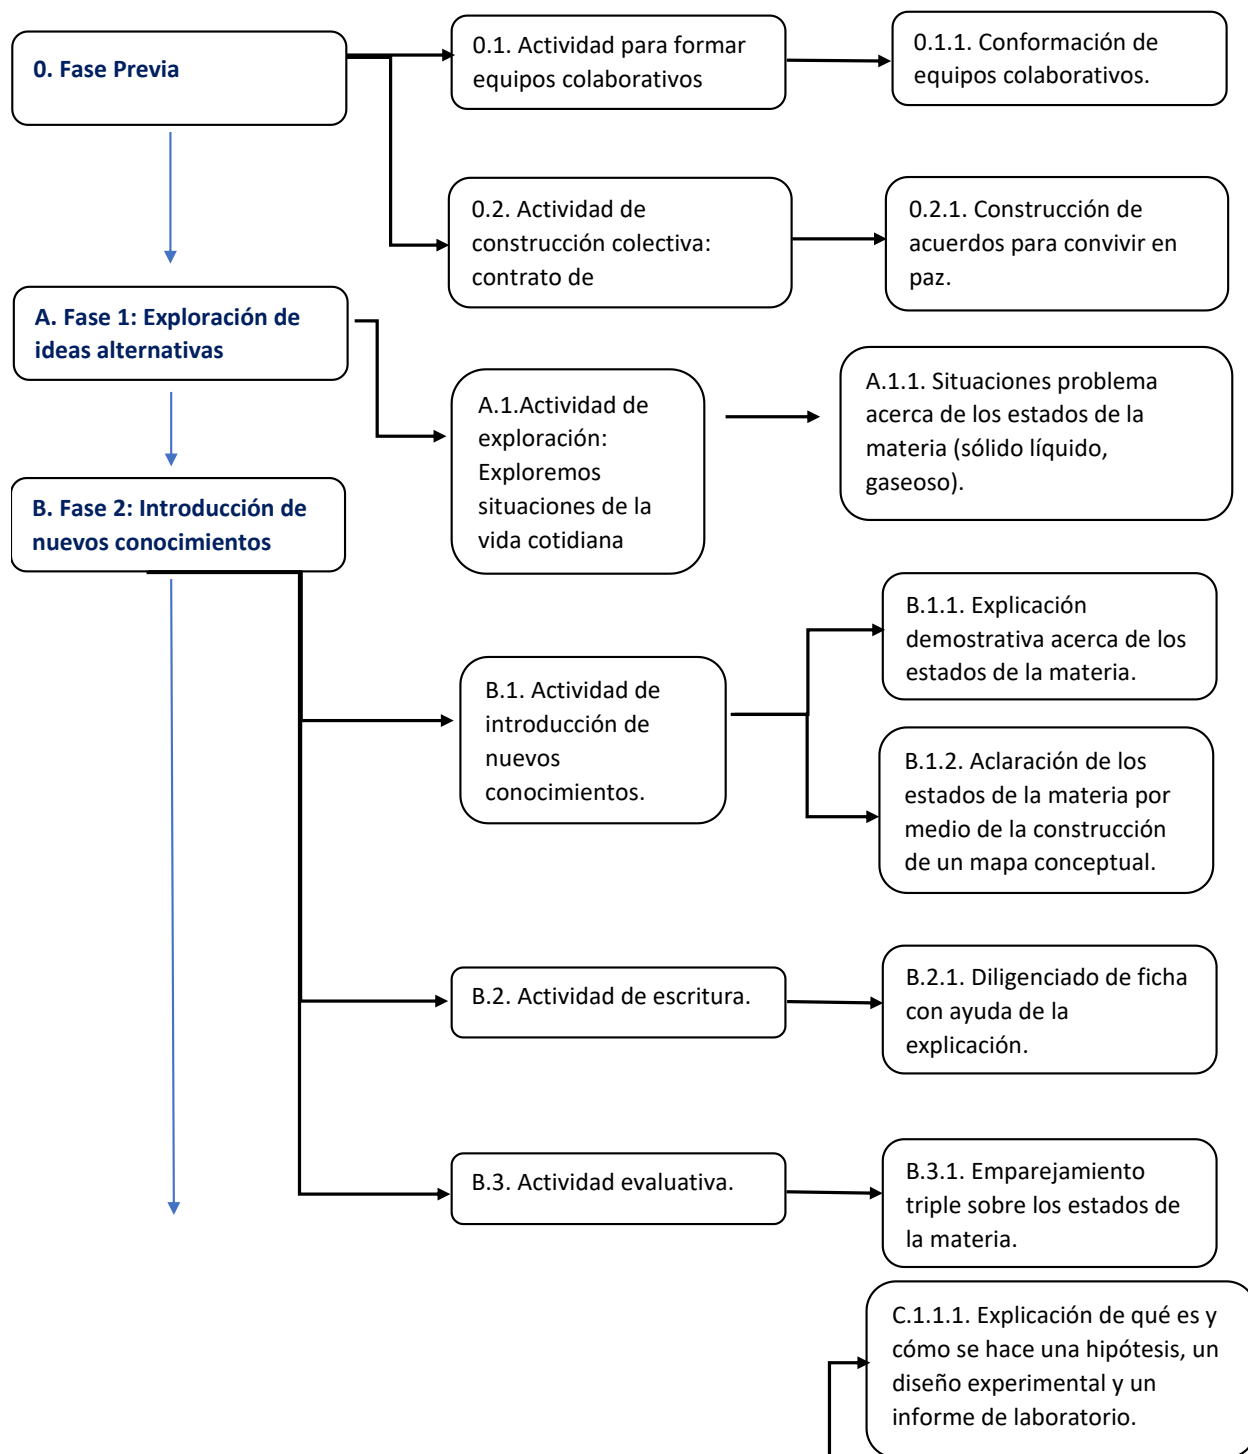 0. Fase Previa
0.1. Actividad para formar
equipos colaborativos
0.1.1. Conformación de
equipos colaborativos.
0.2. Actividad de
construcción colectiva:
contrato de
0.2.1. Construcción de
acuerdos para convivir en
paz.
A. Fase 1: Exploración de
ideas alternativas
A.1.Actividad de
exploración:
Exploremos
situaciones de la
vida cotidiana
A.1.1. Situaciones problema
acerca de los estados de la
materia (sólido líquido,
gaseoso).
B. Fase 2: Introducción de
nuevos conocimientos
B.1. Actividad de
introducción de
nuevos
conocimientos.
B.1.1. Explicación
demostrativa acerca de los
estados de la materia.
B.1.2. Aclaración de los
estados de la materia por
medio de la construcción
de un mapa conceptual.
B.2. Actividad de escritura.
B.2.1. Diligenciado de ficha
con ayuda de la
explicación.
B.3. Actividad evaluativa.
B.3.1. Emparejamiento
triple sobre los estados de
la materia.
C.1.1.1. Explicación de qué es y
cómo se hace una hipótesis, un
diseño experimental y un
informe de laboratorio.